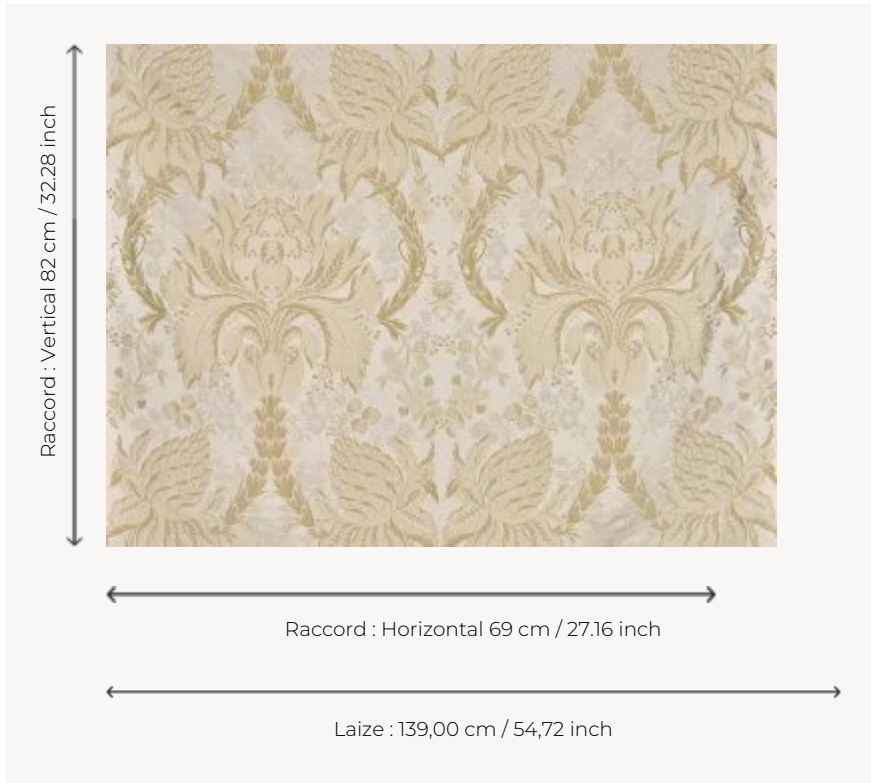 Raccord : Vertical 82 cm / 32.28 inch
Raccord : Horizontal 69 cm / 27.16 inch
Laize : 139,00 cm / 54,72 inch